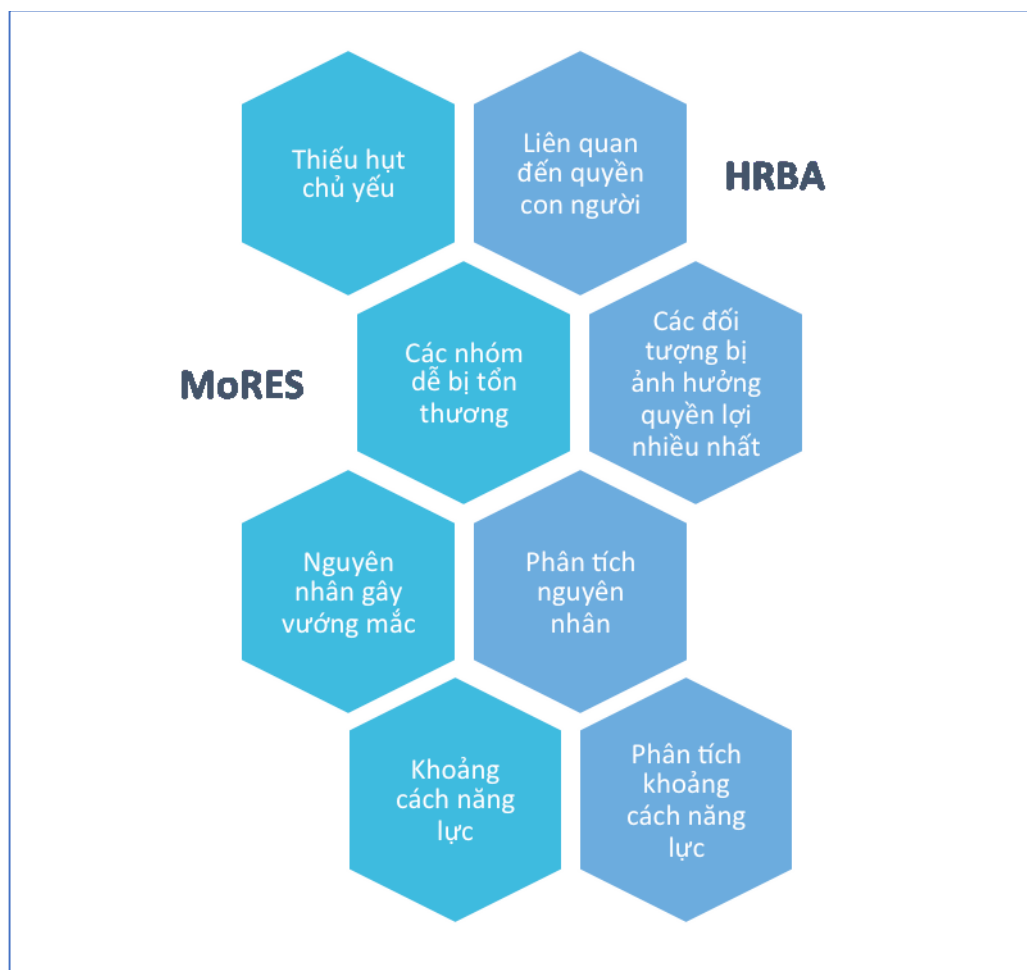 Thiếu hụt
chủ yếu
Liên quan
đến quyền
con người
HRBA
MoRES
Các nhóm
dễ bị tổn
thương
Các đối
tượng bị
ảnh hưởng
quyền lợi
nhiều nhất
Nguyên
nhân gây
vướng mắc
Phân tích
nguyên
nhân
Khoảng
cách năng
lực
Phân tích
khoảng
cách năng
lực